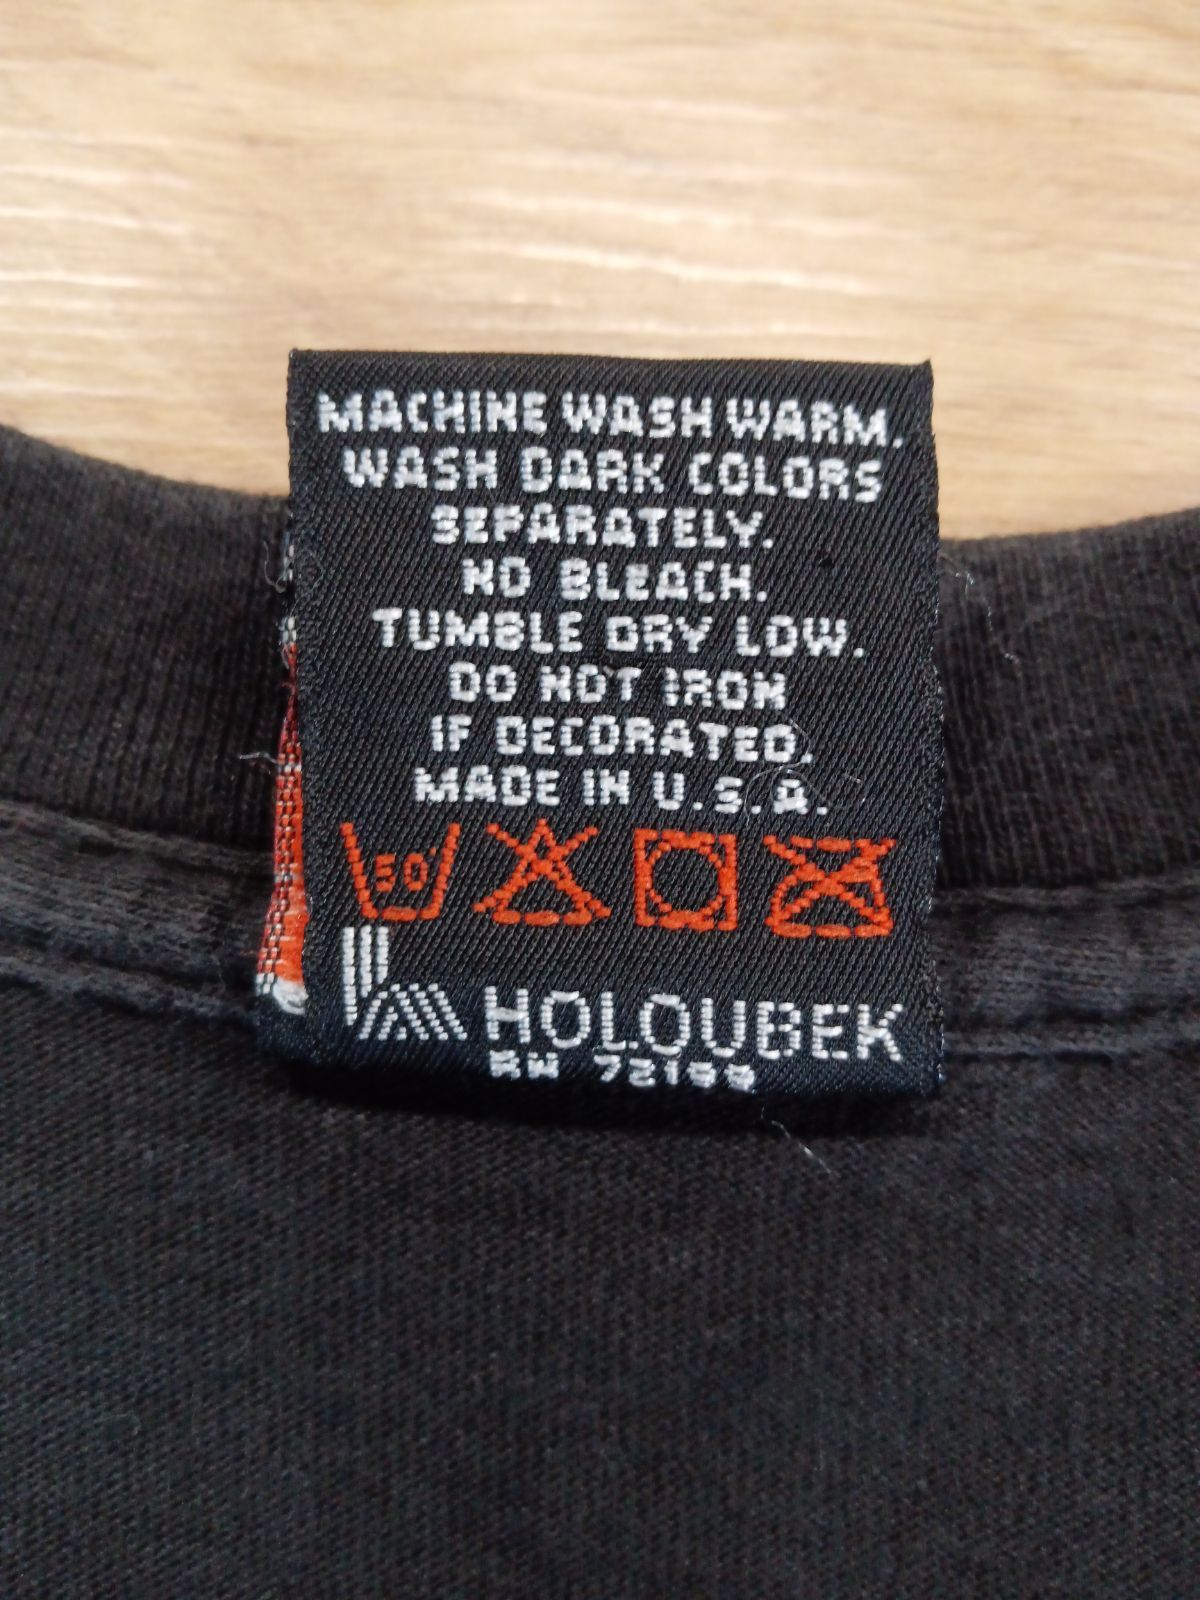 MACHINE WASH WARM.
WASH DARK COLORS
SEPARATELY.
NO BLEACH.
TUMBLE DRY LOW.
DO NOT IRON
IF DECORATED.
MADE IN U.S.A.
50
HOLOUBEK
RN